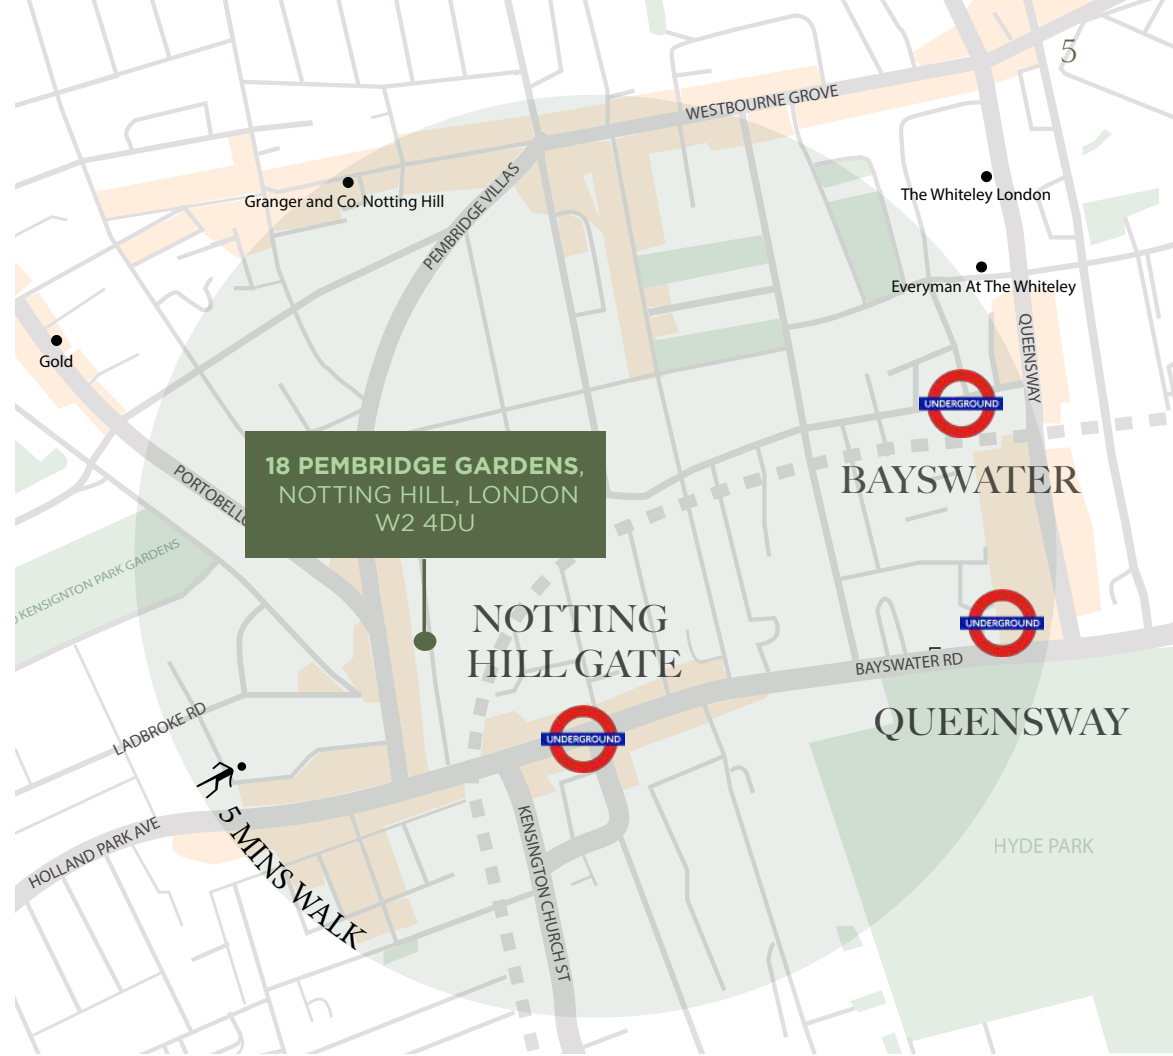 5
WESTBOURNE GROVE
PEMBRIDGE VILLAS
Granger and Co. Notting Hill
The Whiteley London
Everyman At The Whiteley
QUEENSWAY
Gold
UNDERGROUND
BAYSWATER
18 PEMBRIDGE GARDENS,
NOTTING HILL, LONDON
W2 4DU
PORTOBELLO
KENSIGNTON PARK GARDENS
NOTTING
HILL GATE
UNDERGROUND
BAYSWATER RD
QUEENSWAY
UNDERGROUND
LADBROKE RD
HOLLAND PARK AVE
5 MINS WALK
KENSINGTON CHURCH ST
HYDE PARK